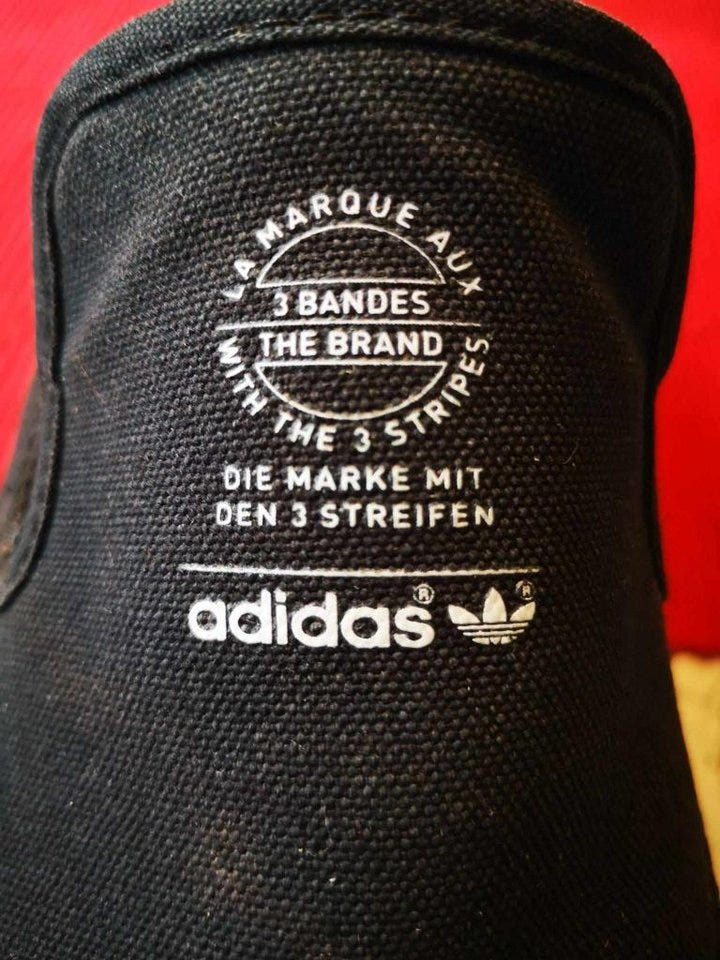 LA MARQUE AUX
3 BANDES
THE BRAND
WITH THE 3 STRIPES
DIE MARKE MIT
DEN 3 STREIFEN
adidas® ®